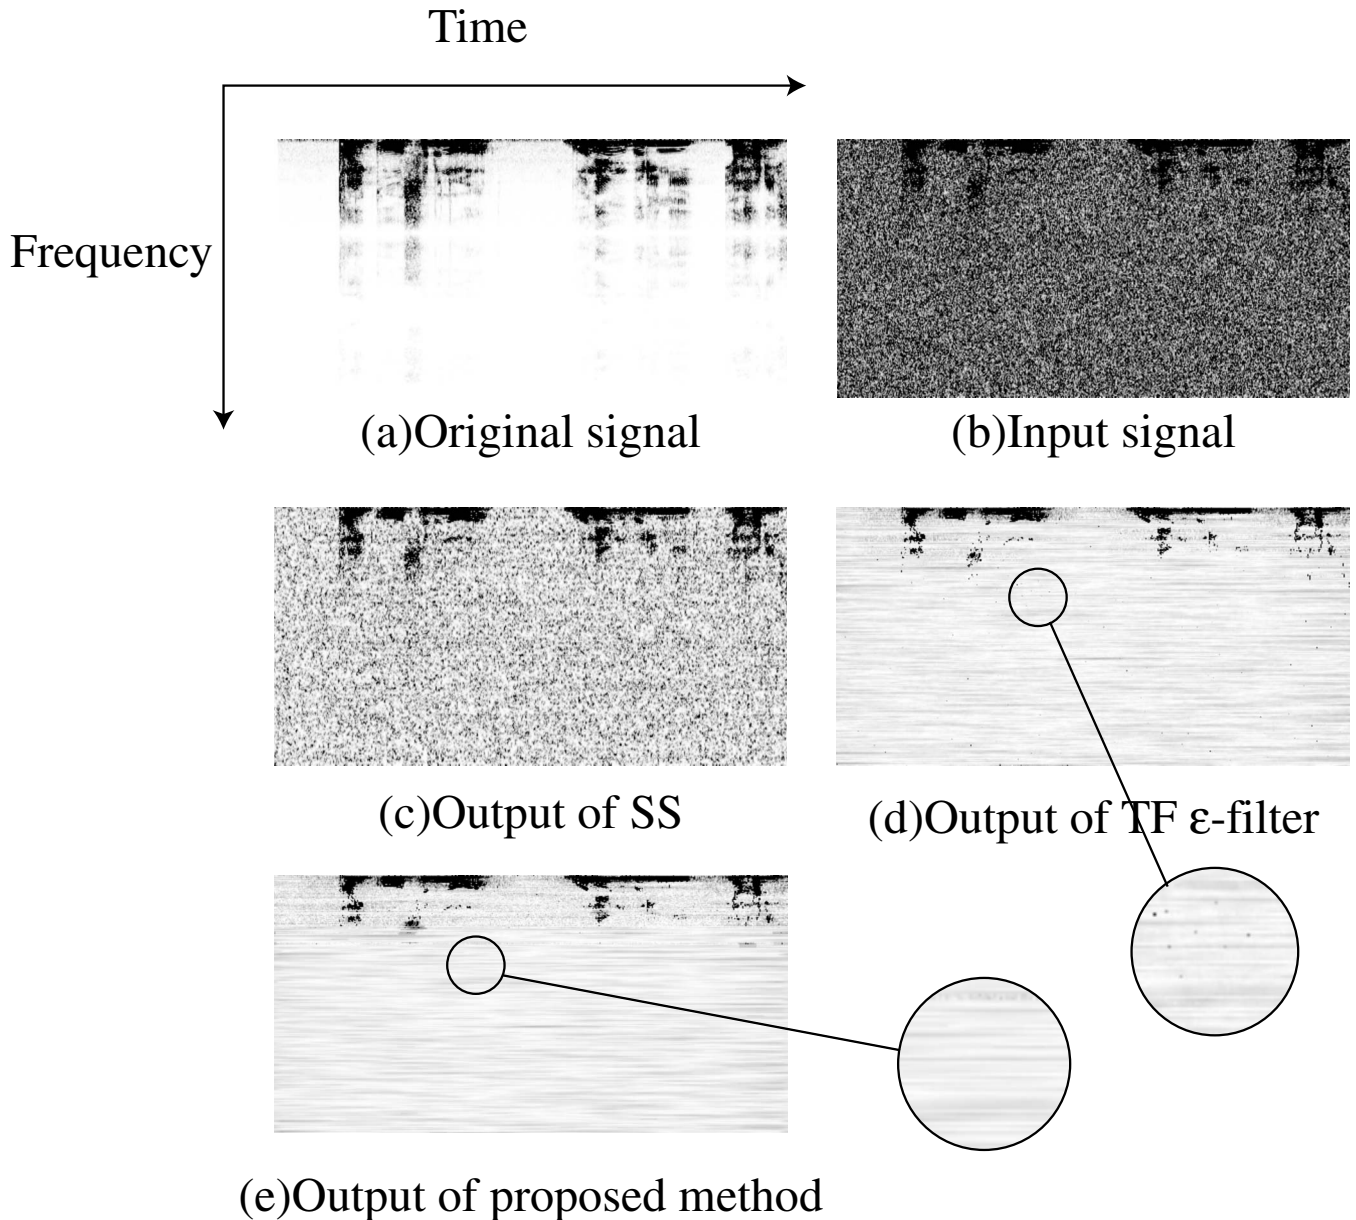 Time
Frequency
(a)Original signal
(b)Input signal
(c)Output of SS
(d)Output of TF ε-filter
(e)Output of proposed method